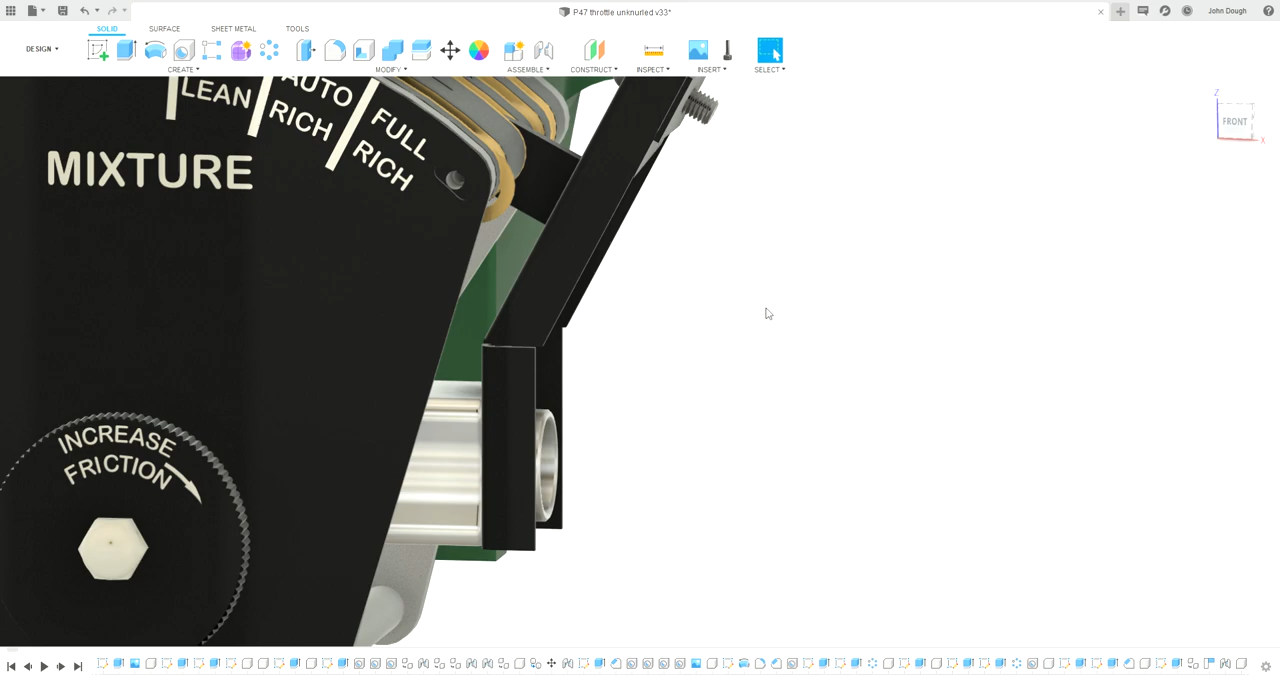 P47 throttle unknurled v33*
John Dough
SOLID
SURFACE
SHEET METAL
TOOLS
DESIGN
CREATE
MODIFY
ASSEMBLE
CONSTRUCT
INSPECT
INSERT
SELECT
LEAN
AUTO
RICH
FULL
RICH
MIXTURE
Z
FRONT
X
INCREASE
FRICTION